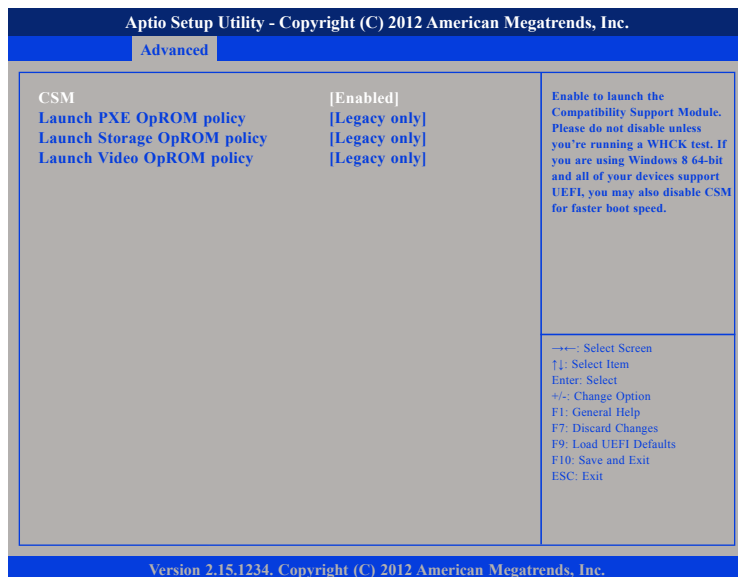 Aptio Setup Utility - Copyright (C) 2012 American Megatrends, Inc.
Advanced
CSM [Enabled]
Launch PXE OpROM policy [Legacy only]
Launch Storage OpROM policy [Legacy only]
Launch Video OpROM policy [Legacy only]
Enable to launch the
Compatibility Support Module.
Please do not disable unless
you’re running a WHCK test. If
you are using Windows 8 64-bit
and all of your devices support
UEFI, you may also disable CSM
for faster boot speed.
→←: Select Screen
↑↓: Select Item
Enter: Select
+/-: Change Option
F1: General Help
F7: Discard Changes
F9: Load UEFI Defaults
F10: Save and Exit
ESC: Exit
Version 2.15.1234. Copyright (C) 2012 American Megatrends, Inc.